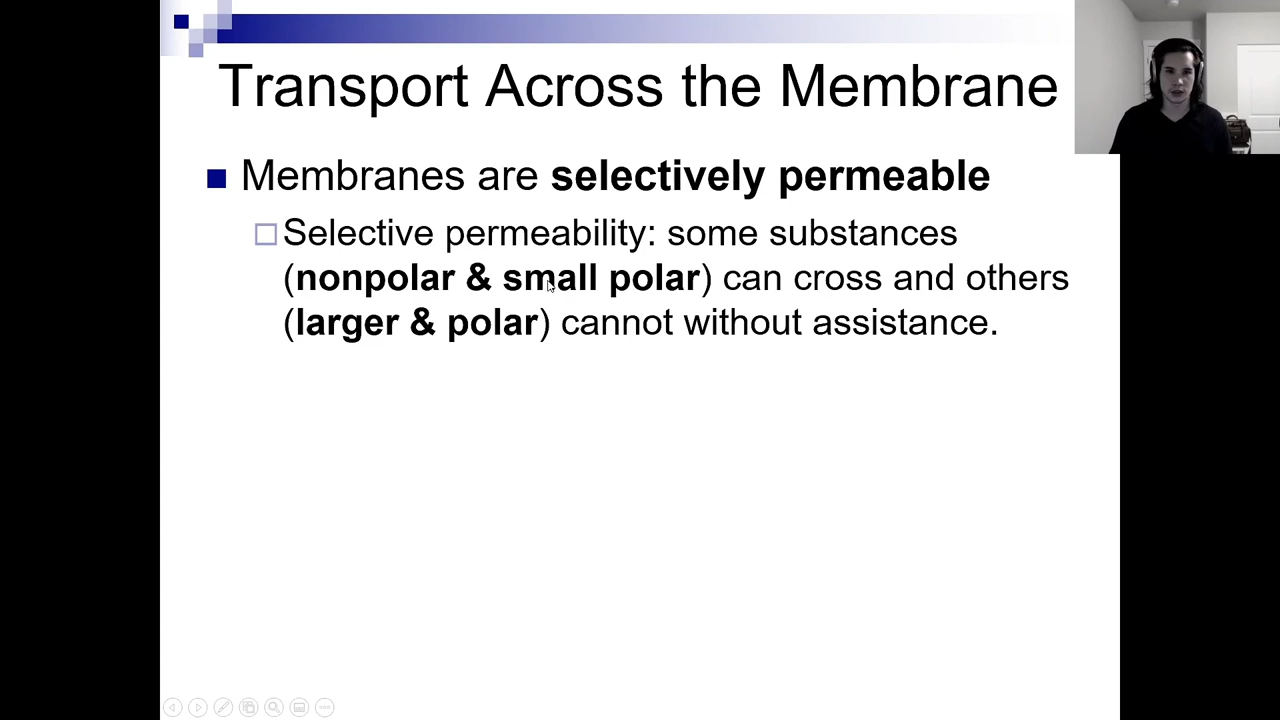 Transport Across the Membrane
Membranes are selectively permeable
Selective permeability: some substances
(nonpolar & small polar) can cross and others
(larger & polar) cannot without assistance.